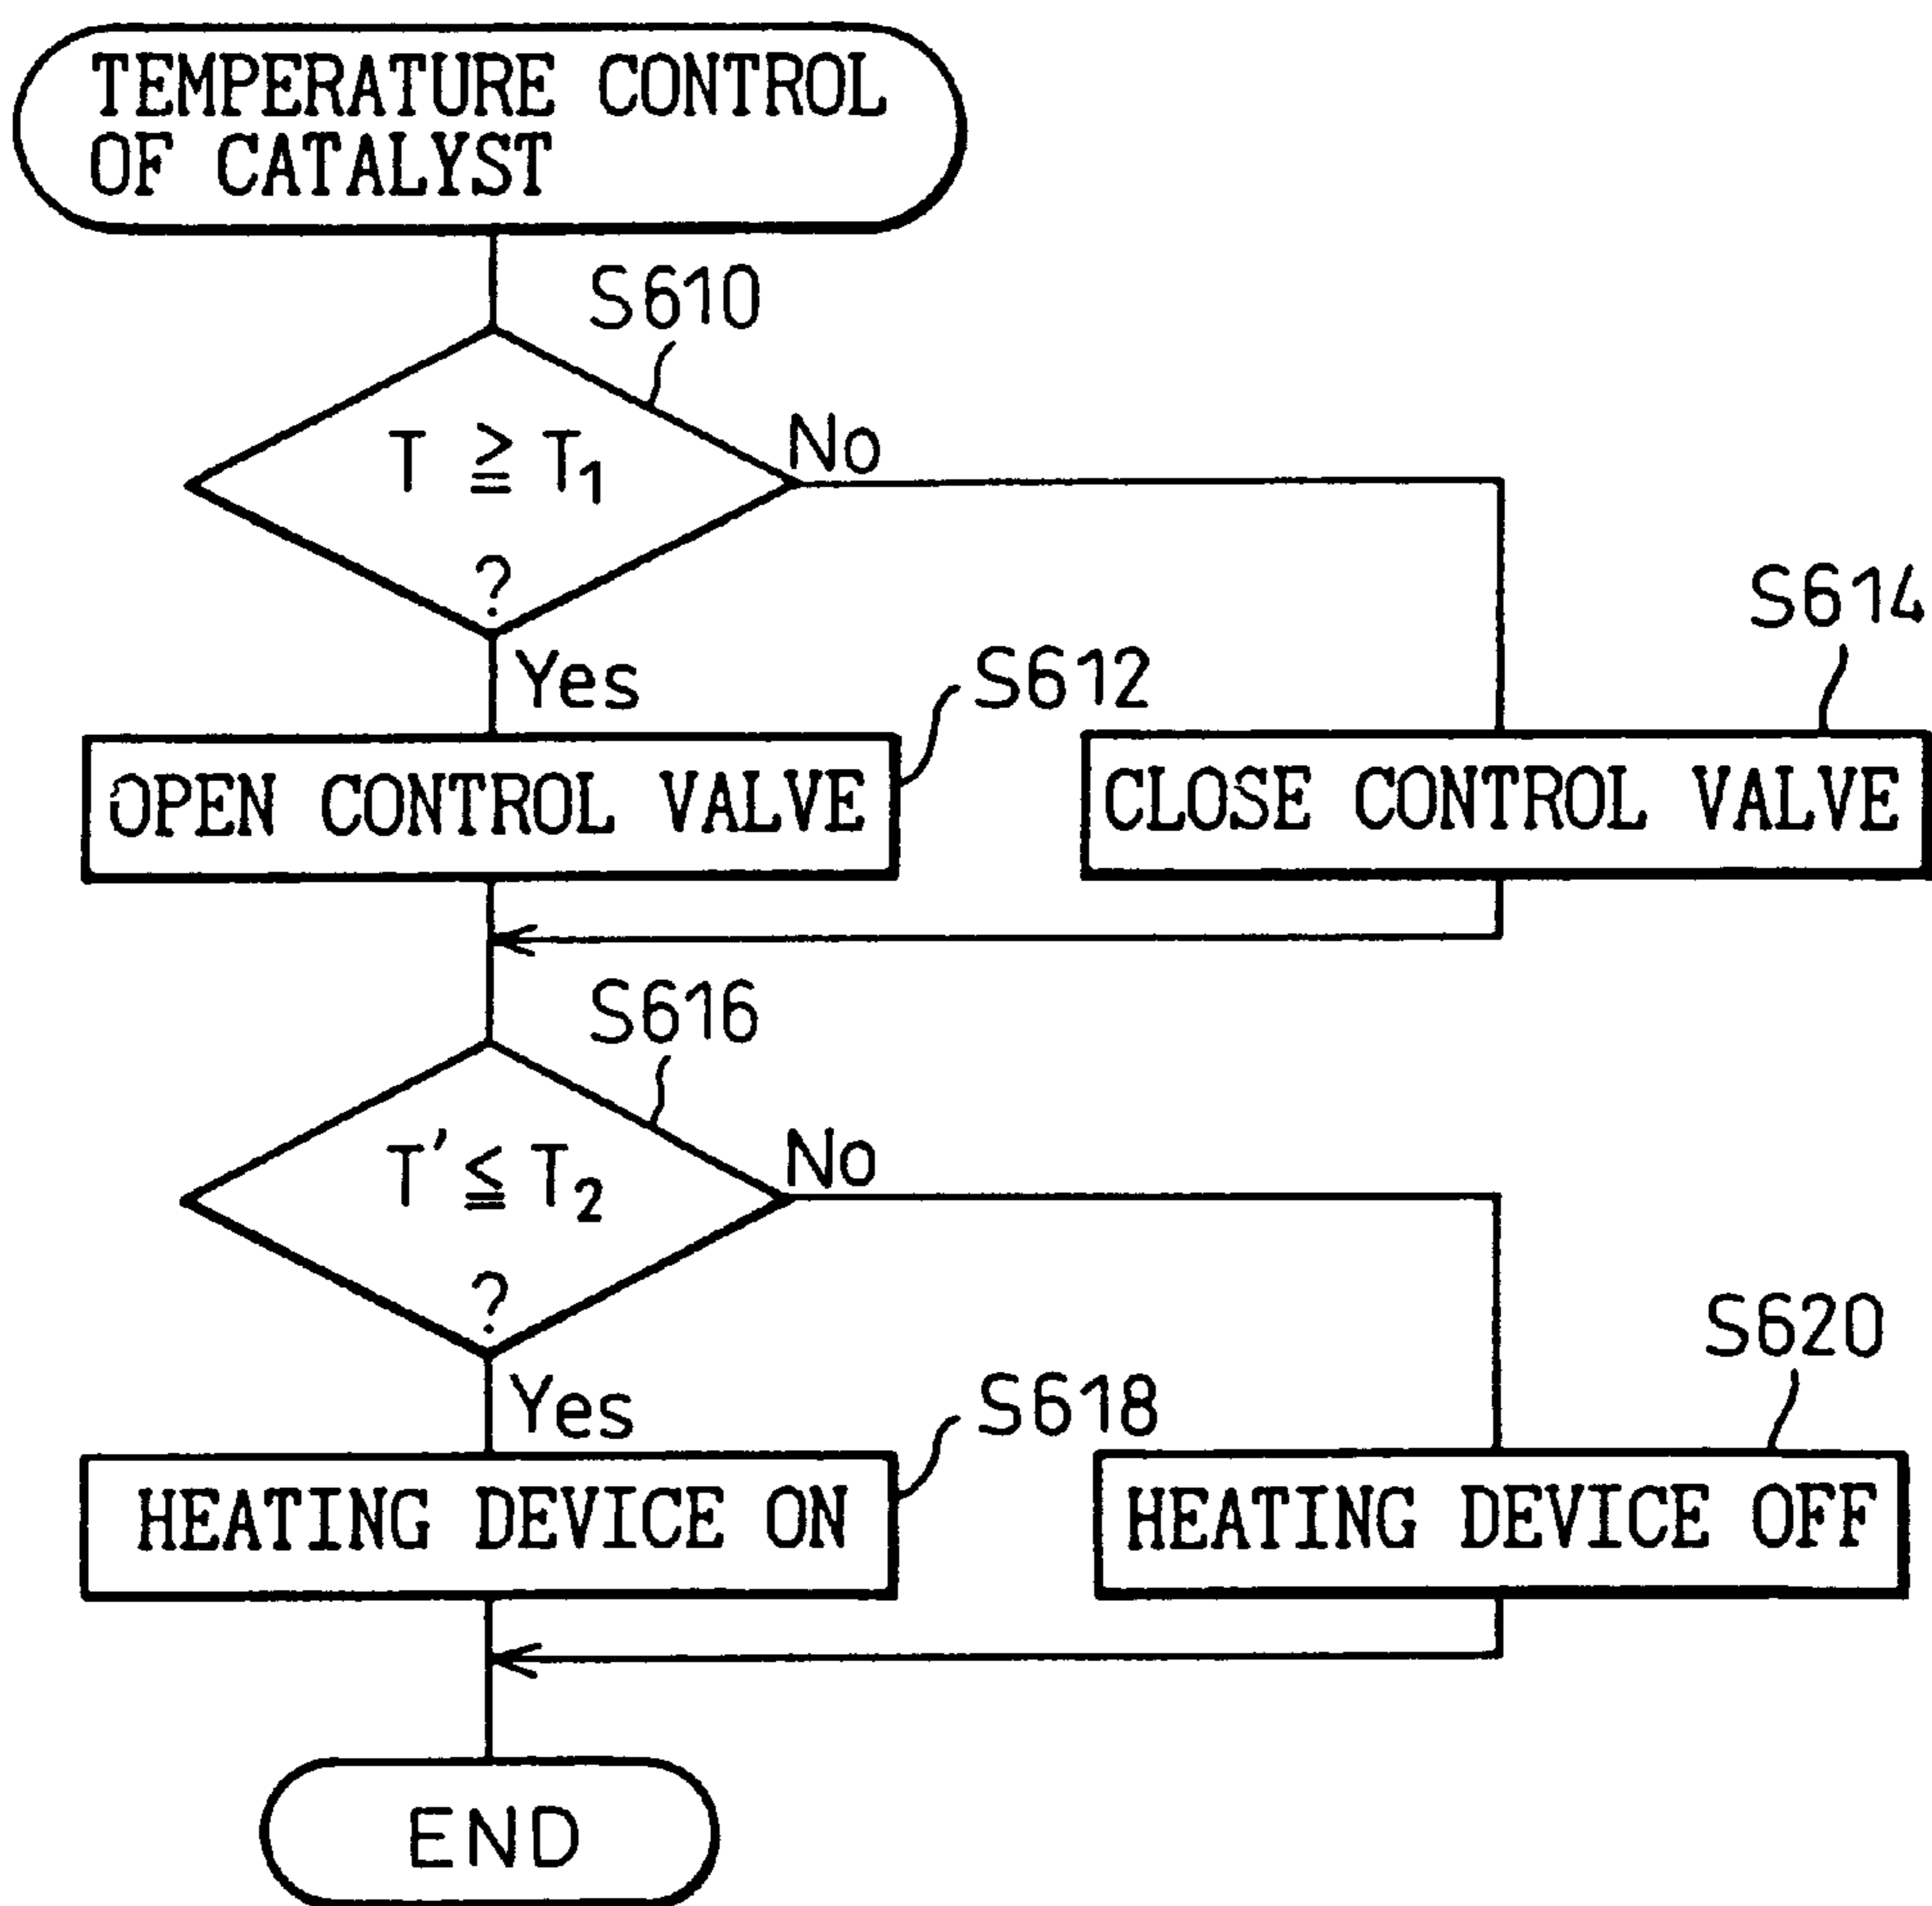 TEMPERATURE CONTROL
OF CATALYST
S610
T ≧ T₁
?
No
Yes
S612
S614
OPEN CONTROL VALVE
CLOSE CONTROL VALVE
S616
T′ ≦ T₂
?
No
Yes
S618
S620
HEATING DEVICE ON
HEATING DEVICE OFF
END